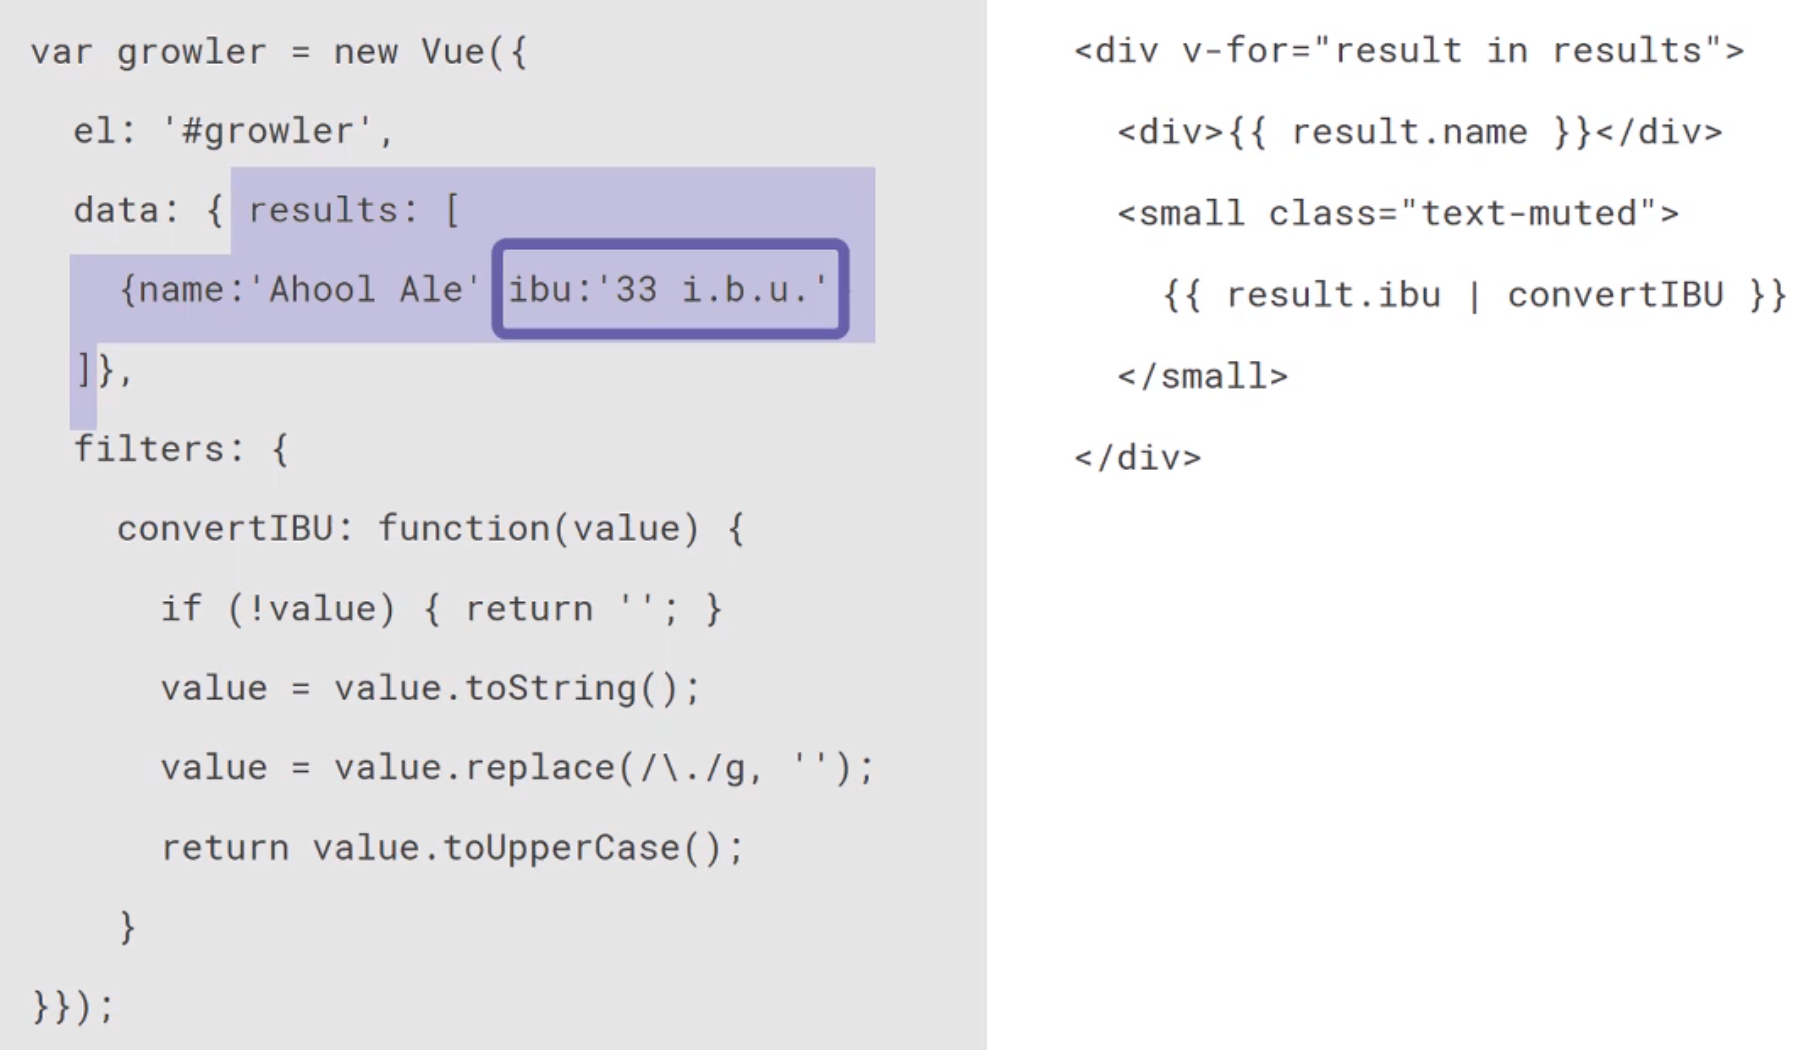 var growler = new Vue({
el: '#growler',
data: { results: [
{name:'Ahool Ale' ibu:'33 i.b.u.'
]},
filters: {
convertIBU: function(value) {
if (!value) { return ''; }
value = value.toString();
value = value.replace(/\./g, '');
return value.toUpperCase();
}
}});
<div v-for="result in results">
<div>{{ result.name }}</div>
<small class="text-muted">
{{ result.ibu | convertIBU }}
</small>
</div>